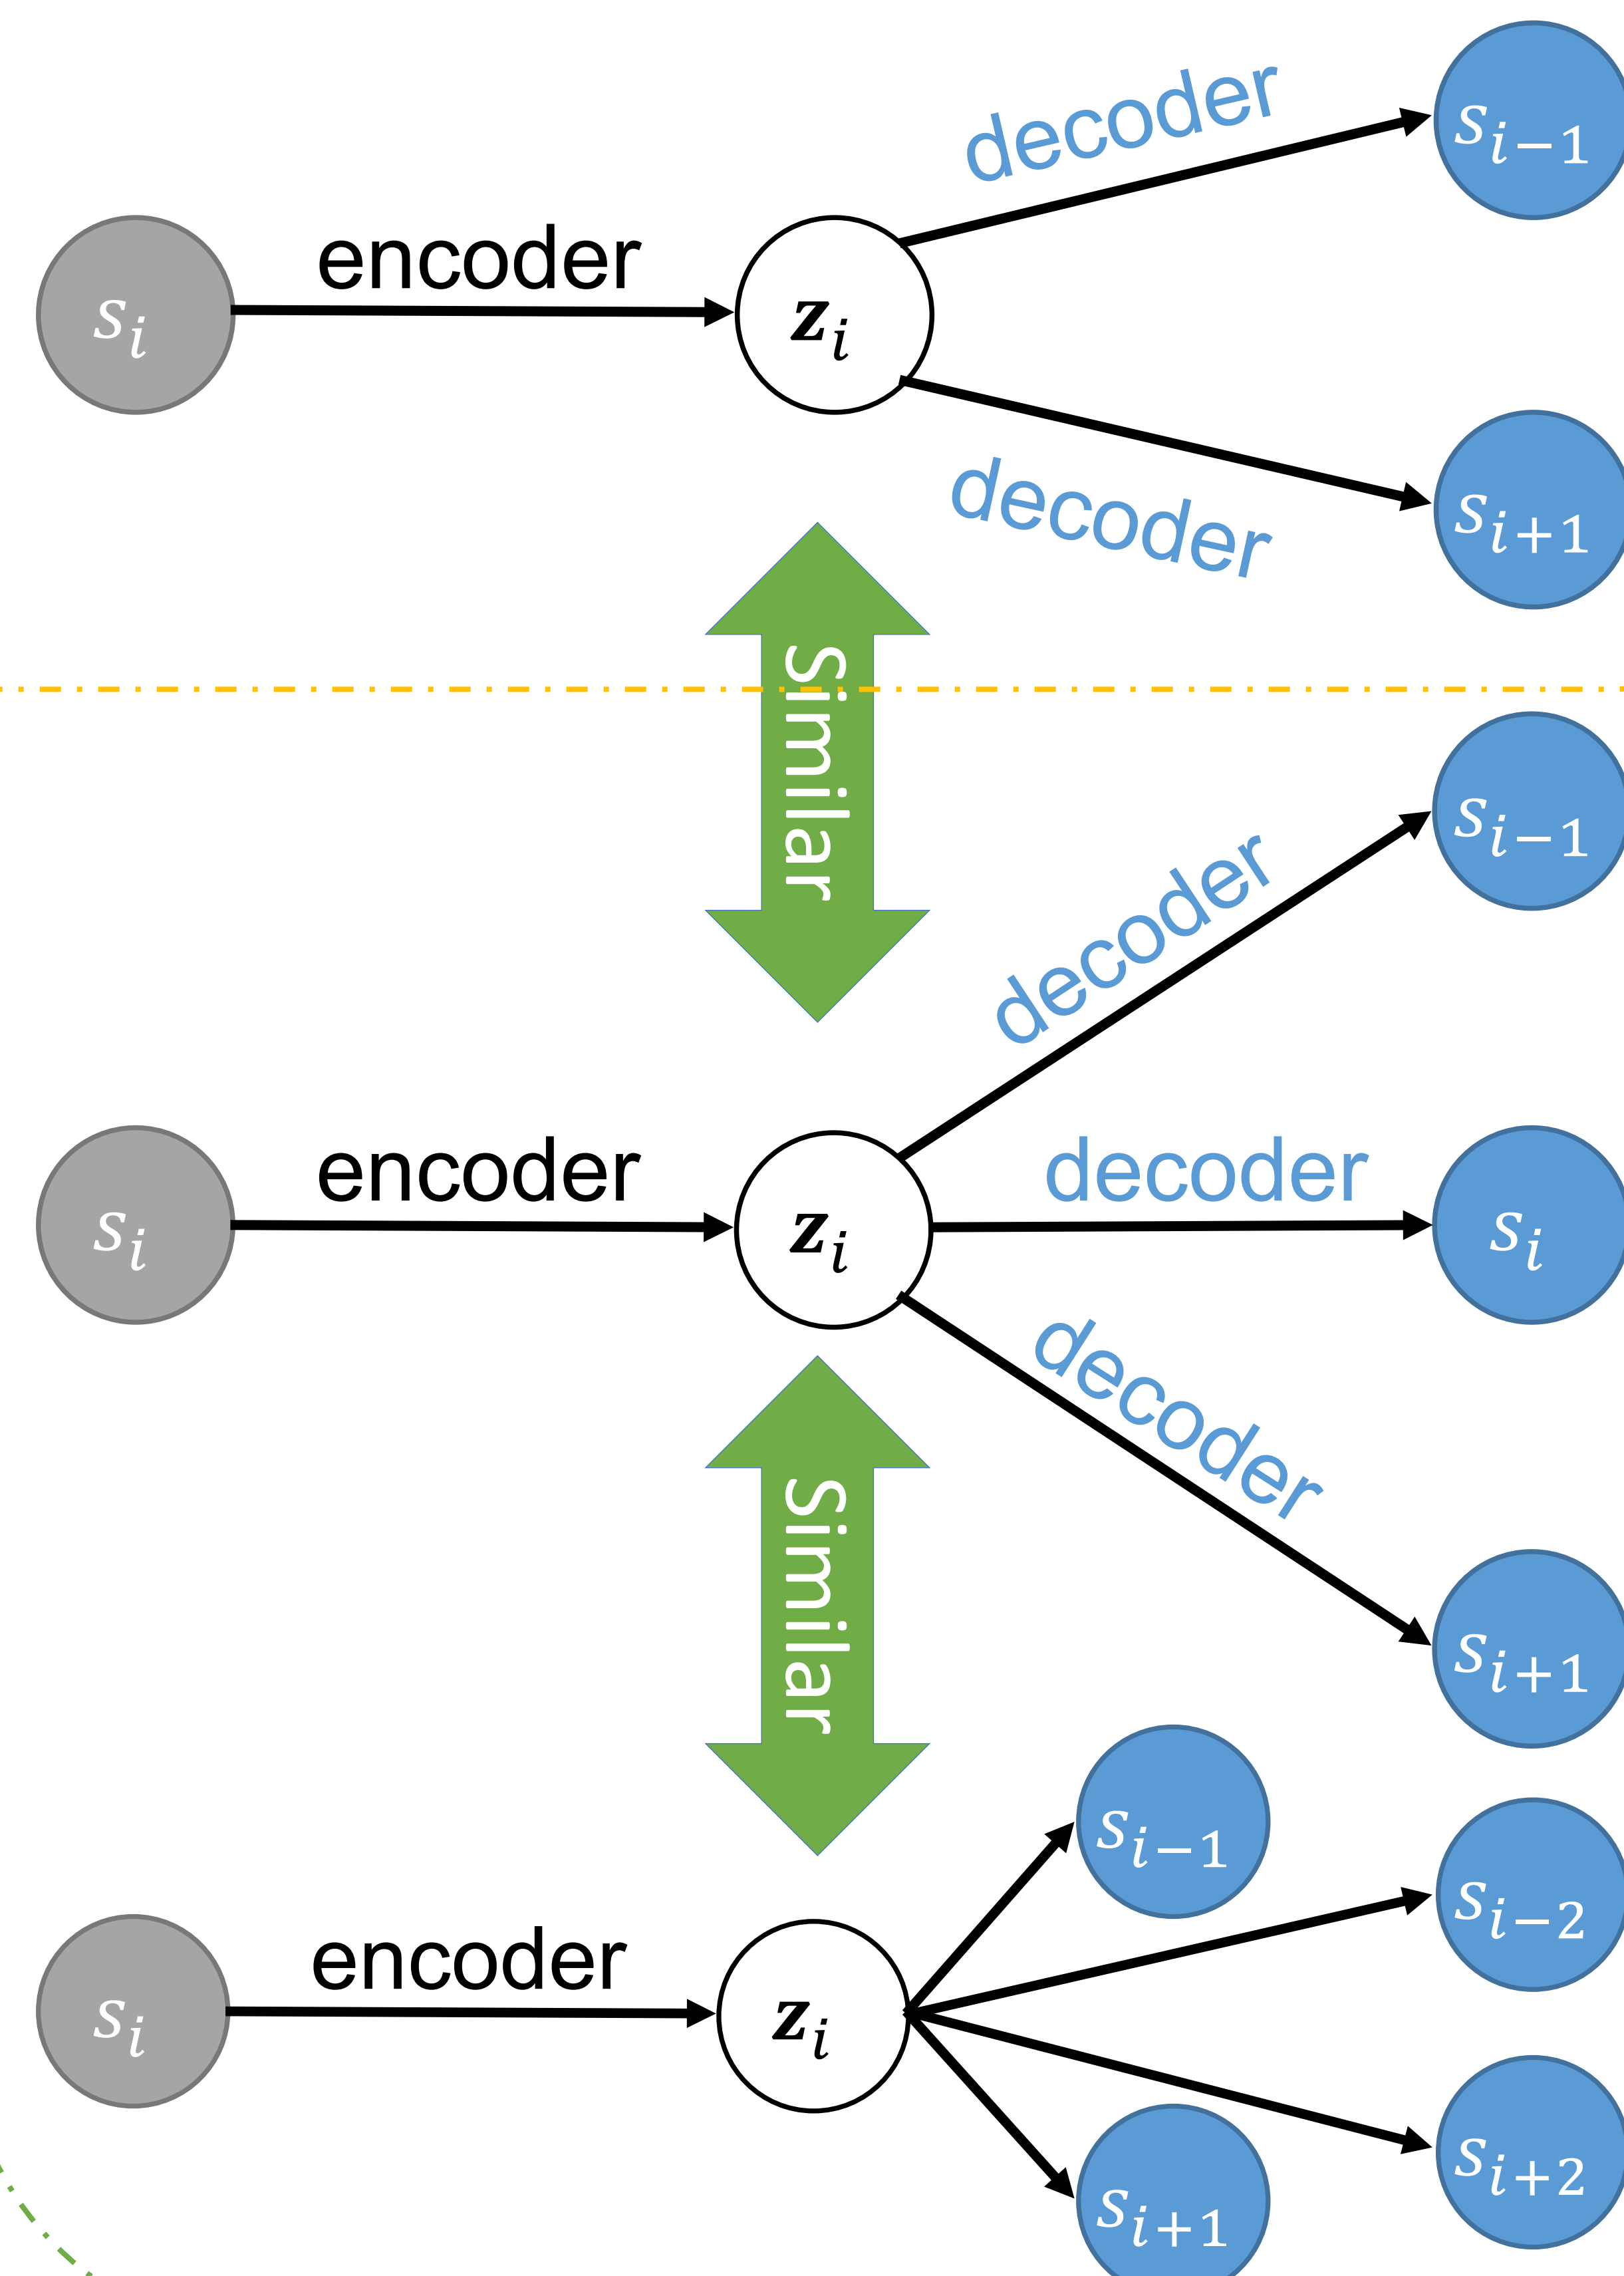 decoder
s_{i-1}
encoder
s_i
z_i
decoder
s_{i+1}
Similar
s_{i-1}
decoder
encoder
decoder
s_i
z_i
s_i
decoder
Similar
s_{i+1}
s_{i-1}
s_{i-2}
encoder
s_i
z_i
s_{i+2}
s_{i+1}